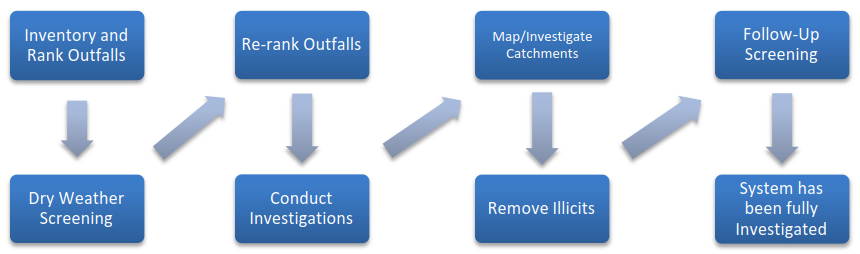 Inventory and
Rank Outfalls
Dry Weather
Screening
Re-rank Outfalls
Conduct
Investigations
Map/Investigate
Catchments
Remove Illicits
Follow-Up
Screening
System has
been fully
Investigated